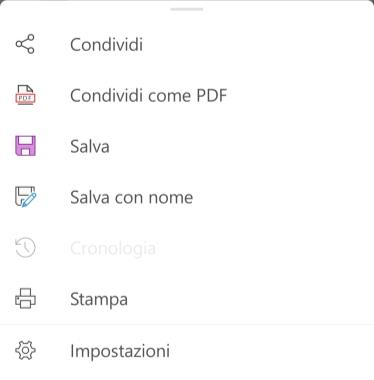 Condividi
PDF
Condividi come PDF
Salva
Salva con nome
Cronologia
Stampa
Impostazioni